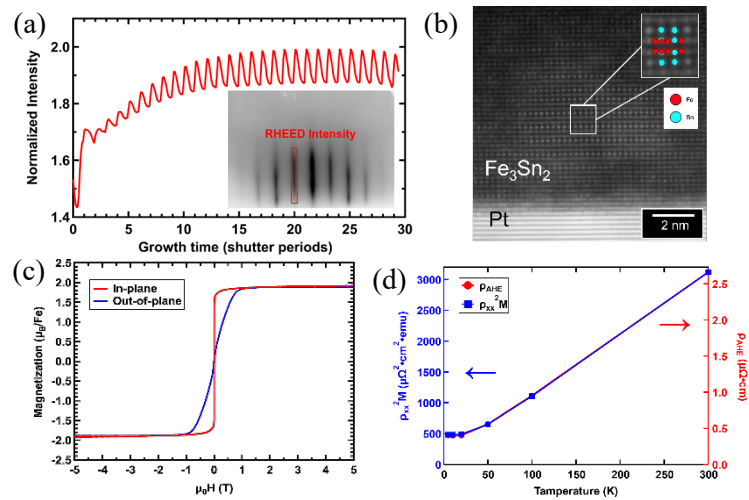 (a)
2.0
1.8
1.6
1.4
Normalized Intensity
RHEED Intensity
0 5 10 15 20 25 30
Growth time (shutter periods)
(b)
Fe
Sn
Fe₃Sn₂
Pt
2 nm
(c)
In-plane
Out-of-plane
2.0
1.5
1.0
0.5
0.0
-0.5
-1.0
-1.5
-2.0
Magnetization (μB/Fe)
-5 -4 -3 -2 -1 0 1 2 3 4 5
μ₀H (T)
(d)
ρAHE
ρxx²M
3000
2500
2000
1500
1000
500
0
ρxx²M (μΩ²•cm²•emu)
2.5
2.0
1.5
1.0
0.5
0.0
ρAHE (μΩ•cm)
0 50 100 150 200 250 300
Tamperature (K)